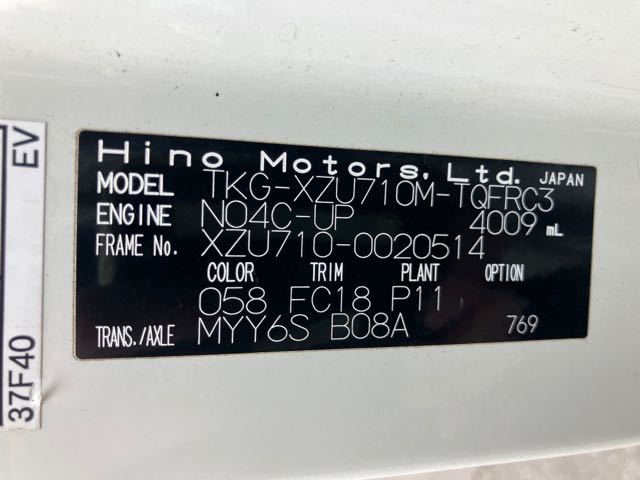 Hino Motors, Ltd. JAPAN
MODEL TKG-XZU710M-TQFRC3
ENGINE N04C-UP 4009 mL
FRAME No. XZU710-0020514
COLOR TRIM PLANT OPTION
058 FC18 P11
TRANS./AXLE MYY6S B08A 769
EV
37F40